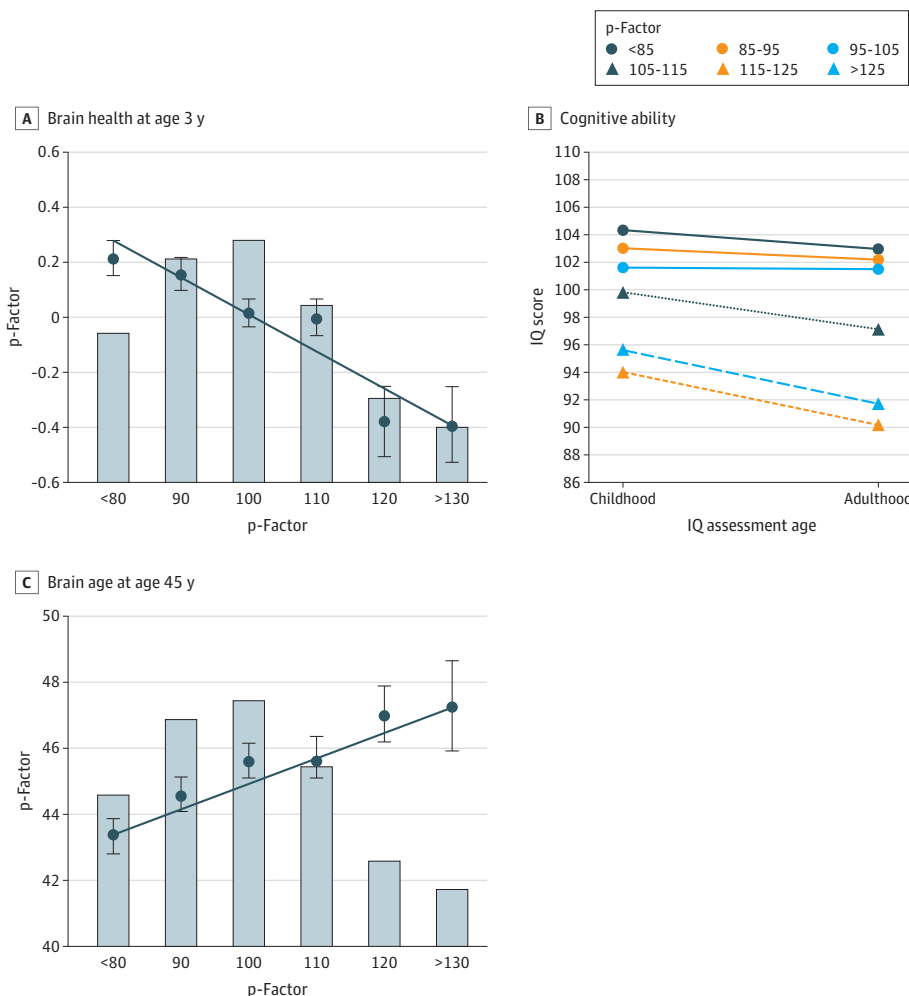 p-Factor
<85
85-95
95-105
105-115
115-125
>125
A Brain health at age 3 y
0.6
0.4
0.2
0
-0.2
-0.4
-0.6
p-Factor
<80 90 100 110 120 >130
p-Factor
B Cognitive ability
110
108
106
104
102
100
98
96
94
92
90
88
86
IQ score
Childhood Adulthood
IQ assessment age
C Brain age at age 45 y
50
48
46
44
42
40
p-Factor
<80 90 100 110 120 >130
p-Factor